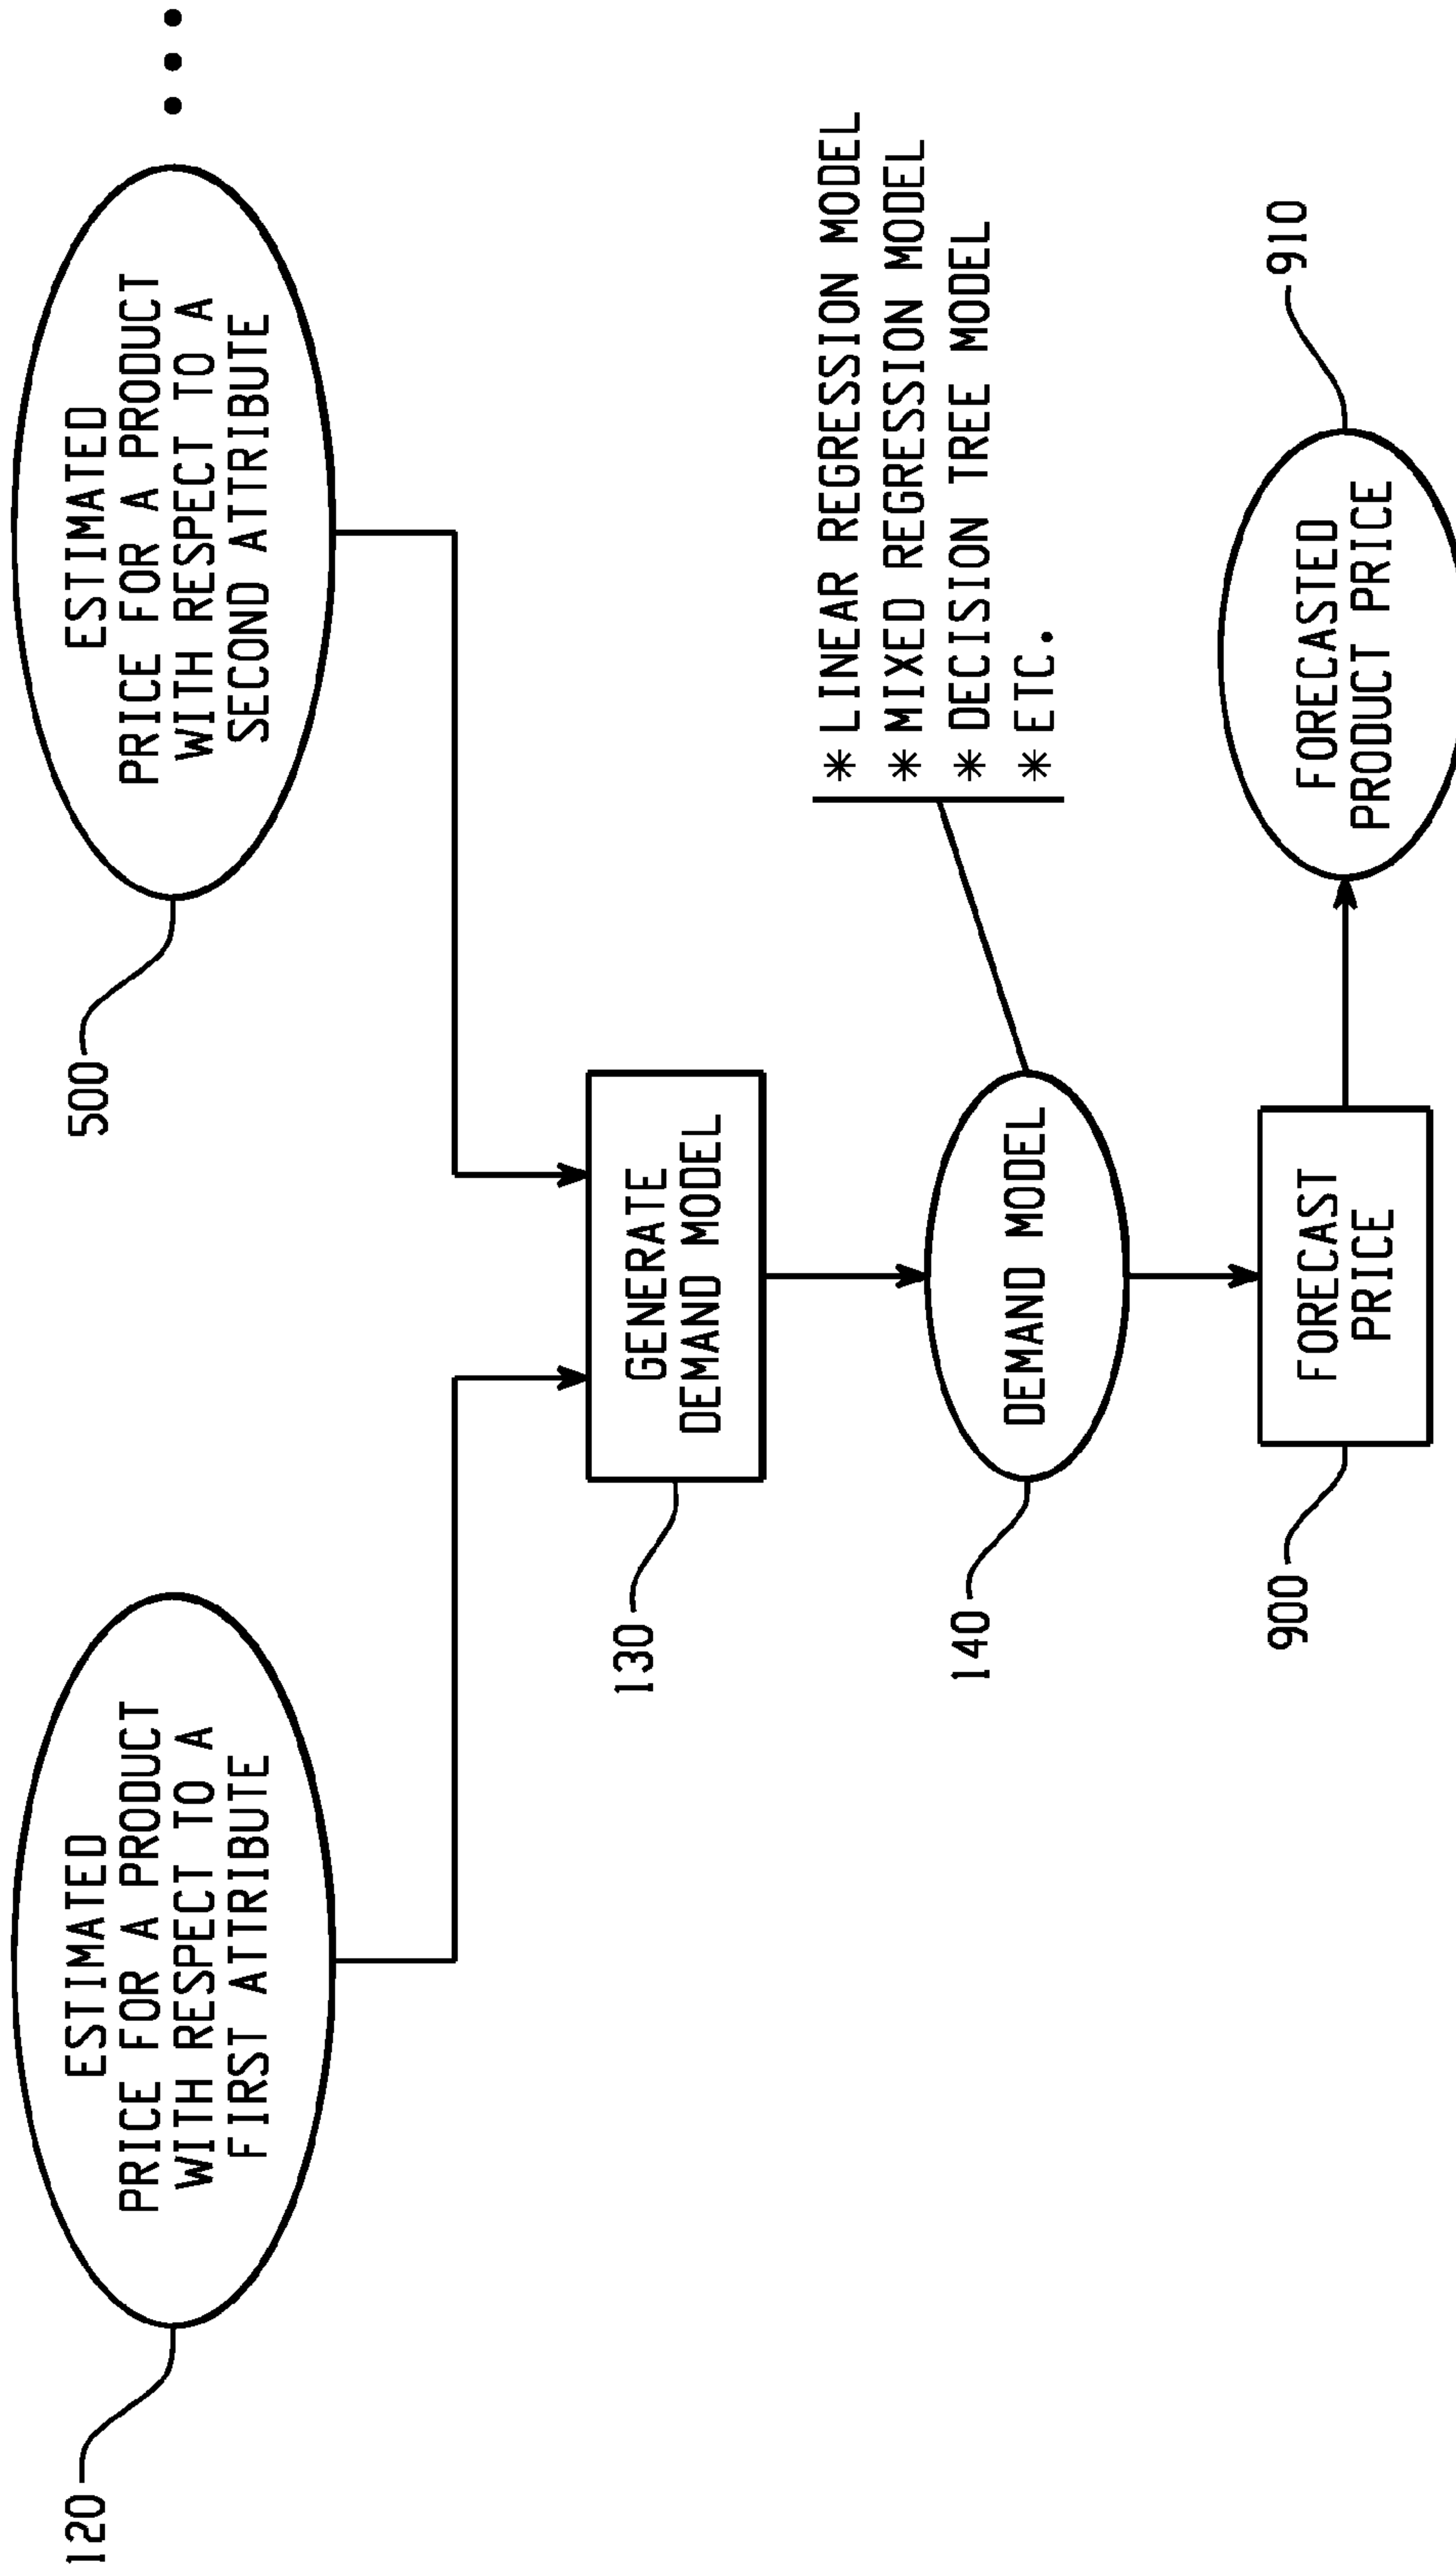 ESTIMATED
PRICE FOR A PRODUCT
WITH RESPECT TO A
FIRST ATTRIBUTE
120
ESTIMATED
PRICE FOR A PRODUCT
WITH RESPECT TO A
SECOND ATTRIBUTE
500
GENERATE
DEMAND MODEL
130
* LINEAR REGRESSION MODEL
* MIXED REGRESSION MODEL
* DECISION TREE MODEL
* ETC.
DEMAND MODEL
140
FORECAST
PRICE
900
FORECASTED
PRODUCT PRICE
910